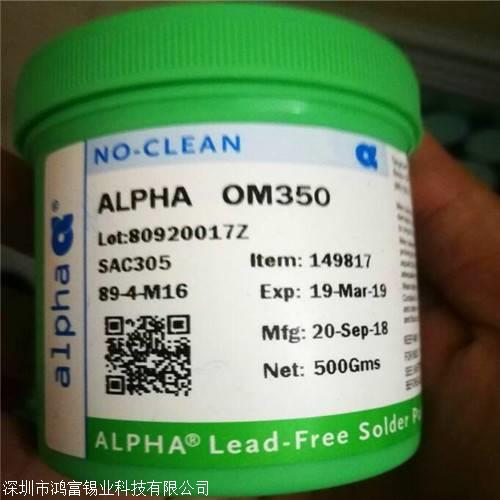 NO-CLEAN α
ALPHA OM350
Lot:80920017Z
SAC305 Item: 149817
89-4-M16 Exp: 19-Mar-19
Mfg: 20-Sep-18
Net: 500Gms
alpha®
ALPHA® Lead-Free Solder
深圳市鸿富锡业科技有限公司